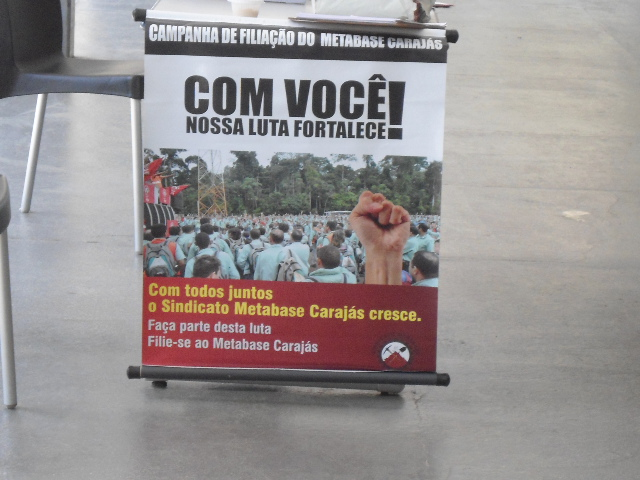 CAMPANHA DE FILIAÇÃO DO METABASE CARAJÁS
COM VOCÊ!
NOSSA LUTA FORTALECE
Com todos juntos
o Sindicato Metabase Carajás cresce.
Faça parte desta luta
Filie-se ao Metabase Carajás